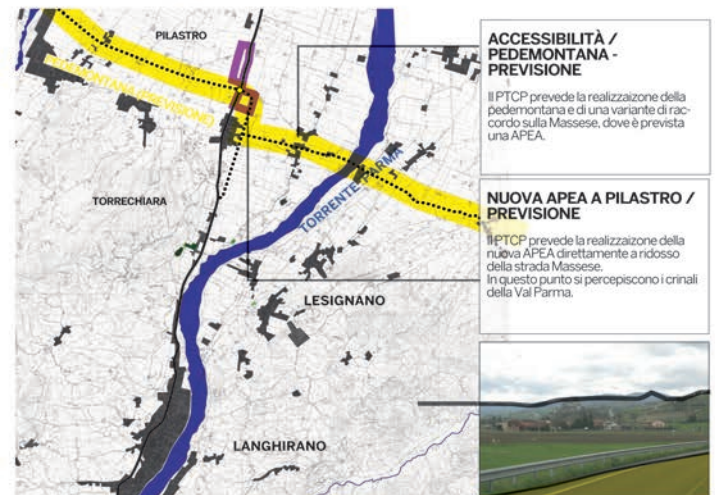 PILASTRO
PEDEMONTANA (PREVISIONE)
TORRECHIARA
TORRENTE PARMA
LESIGNANO
LANGHIRANO
ACCESSIBILITÀ /
PEDEMONTANA -
PREVISIONE
Il PTCP prevede la realizzaizone della
pedemontana e di una variante di rac-
cordo sulla Massese, dove è prevista
una APEA.
NUOVA APEA A PILASTRO /
PREVISIONE
Il PTCP prevede la realizzaizone della
nuova APEA direttamente a ridosso
della strada Massese.
In questo punto si percepiscono i crinali
della Val Parma.